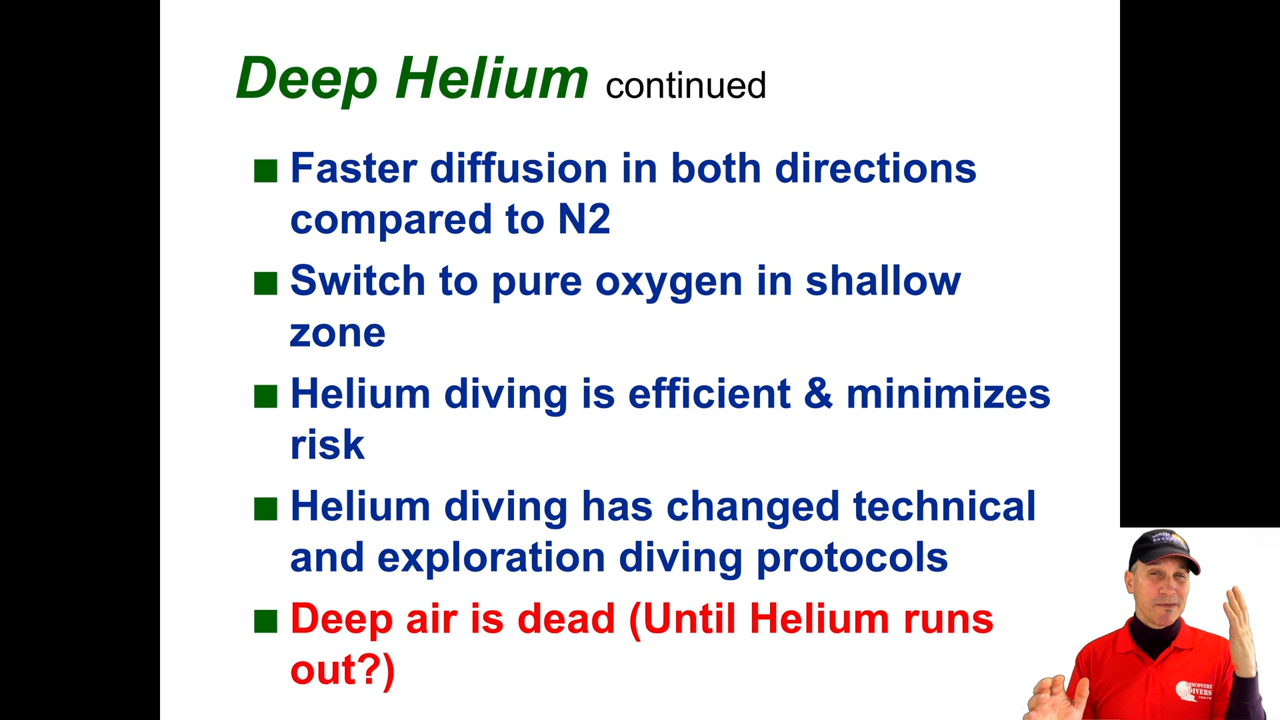 Deep Helium continued
Faster diffusion in both directions
compared to N2
Switch to pure oxygen in shallow
zone
Helium diving is efficient & minimizes
risk
Helium diving has changed technical
and exploration diving protocols
Deep air is dead (Until Helium runs
out?)
DISCOVERY
DIVERS